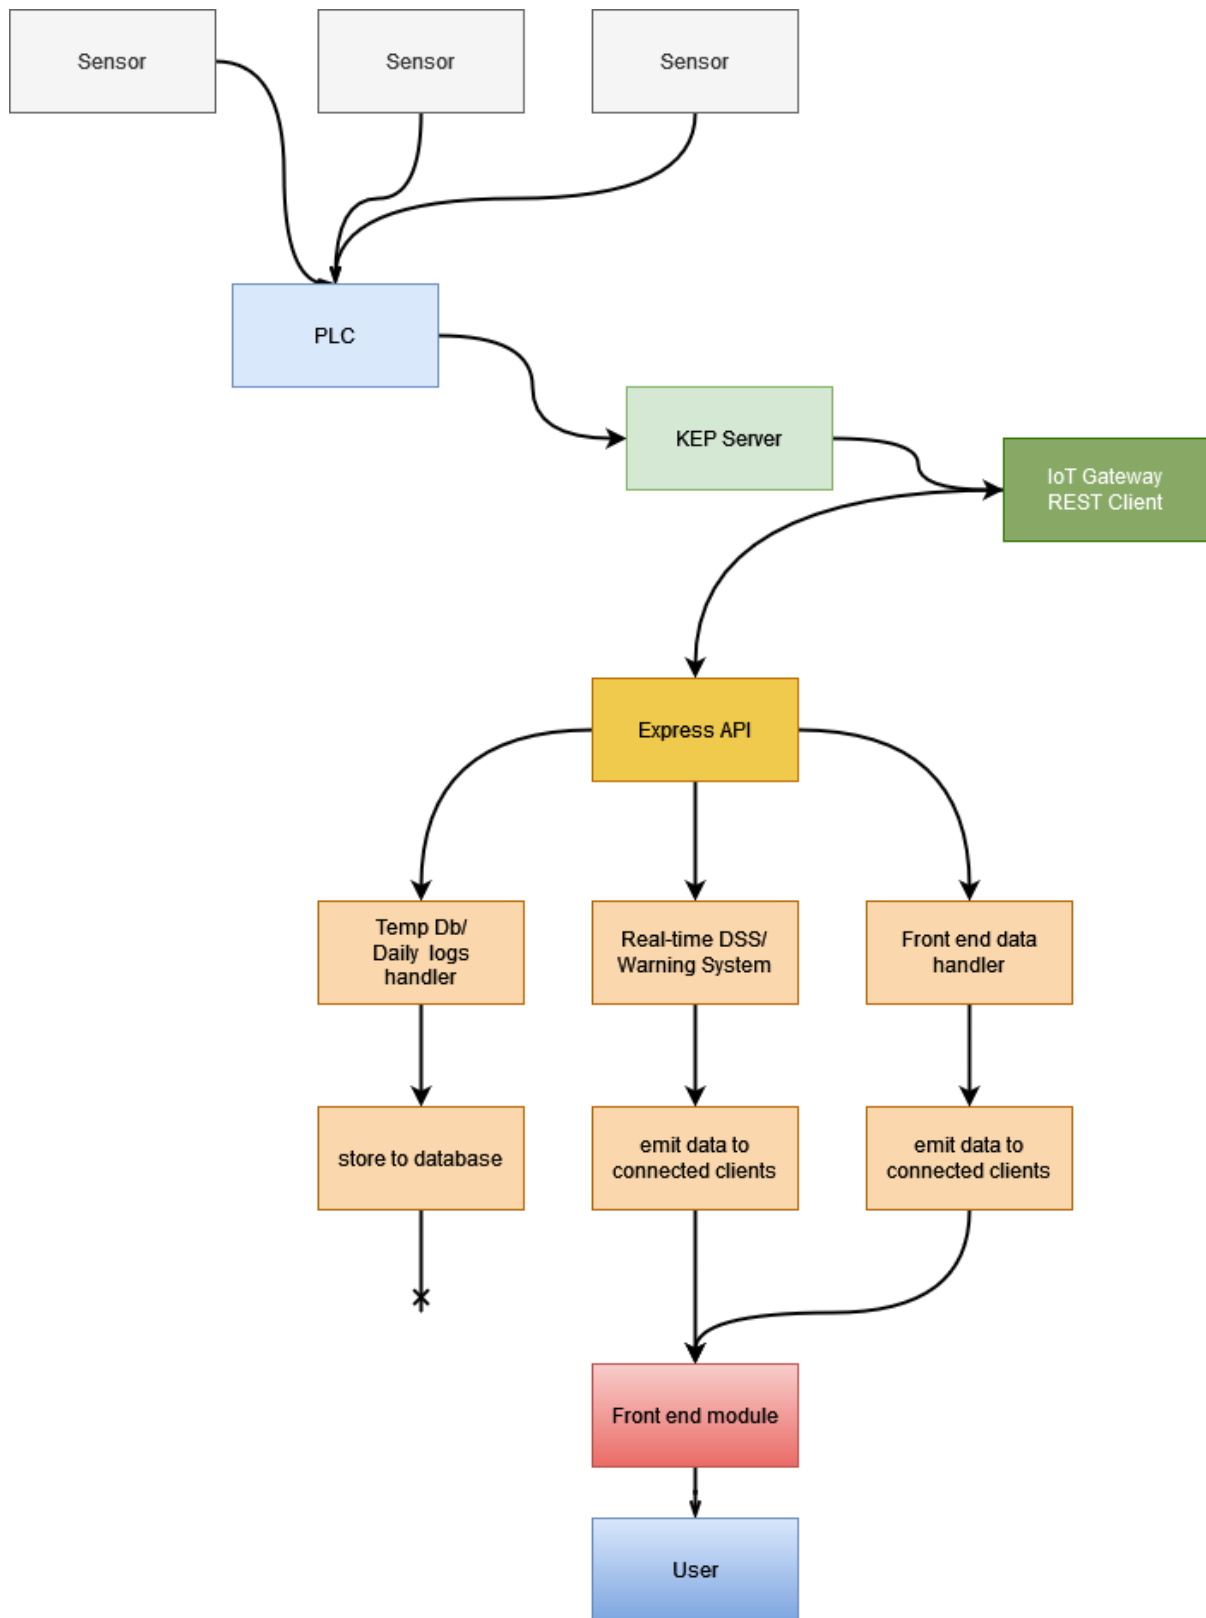 Sensor
Sensor
Sensor
PLC
KEP Server
IoT Gateway
REST Client
Express API
Temp Db/
Daily logs
handler
Real-time DSS/
Warning System
Front end data
handler
store to database
emit data to
connected clients
emit data to
connected clients
Front end module
User